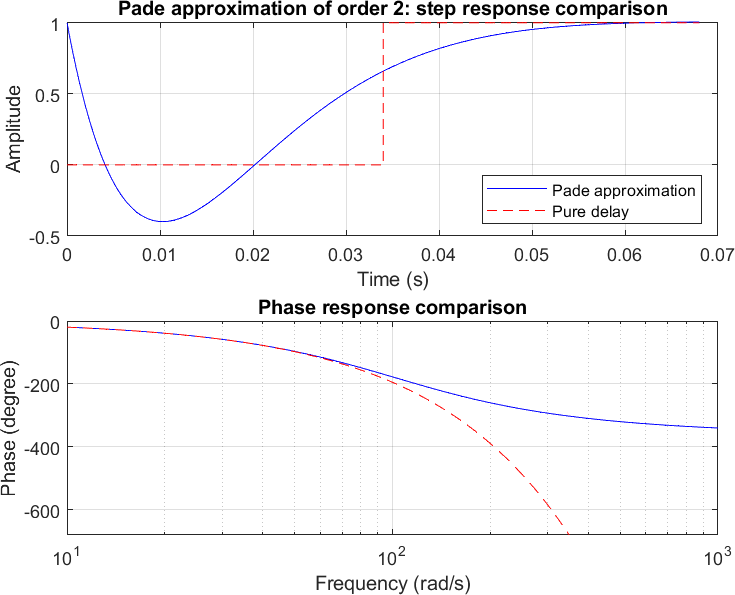 Pade approximation of order 2: step response comparison
1
0.5
0
-0.5
Amplitude
Pade approximation
Pure delay
0 0.01 0.02 0.03 0.04 0.05 0.06 0.07
Time (s)
Phase response comparison
0
-200
-400
-600
Phase (degree)
10^1 10^2 10^3
Frequency (rad/s)